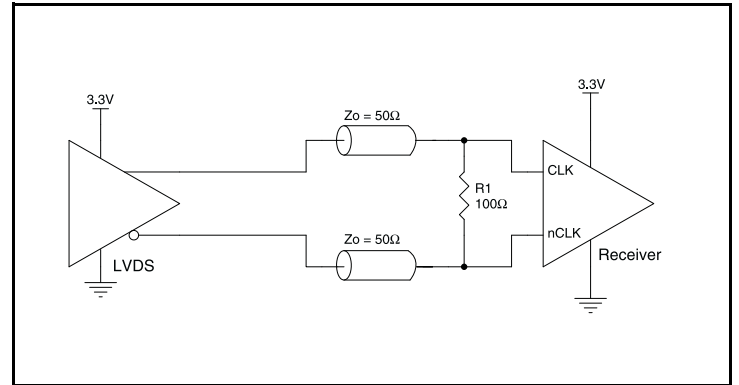 3.3V
3.3V
Zo = 50Ω
CLK
R1
100Ω
nCLK
Zo = 50Ω
Receiver
LVDS